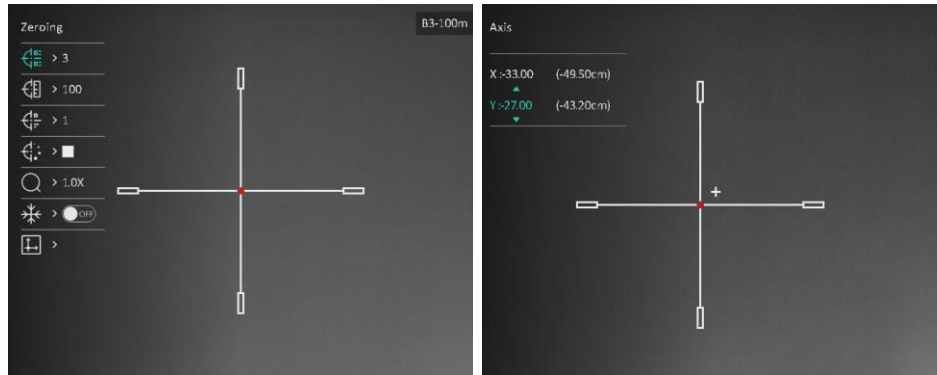 Zeroing
B3-100m
> 3
> 100
> 1
>
> 1.0X
> OFF
>
Axis
X :-33.00 (-49.50cm)
Y :-27.00 (-43.20cm)